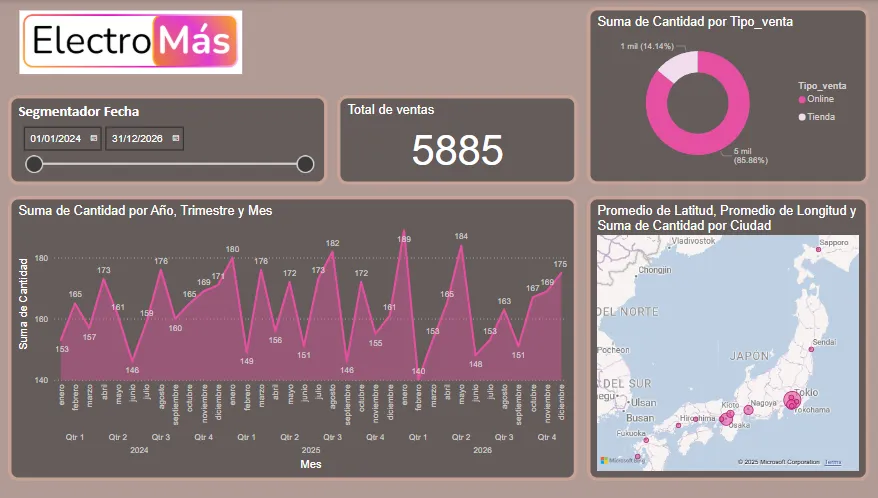 ElectroMás
Segmentador Fecha
01/01/2024
31/12/2026
Total de ventas
5885
Suma de Cantidad por Tipo_venta
1 mil (14.14%)
5 mil
(85.86%)
Tipo_venta
Online
Tienda
Suma de Cantidad por Año, Trimestre y Mes
Suma de Cantidad
180
160
140
153
165
157
173
161
146
159
176
160
165
169
171
180
149
176
156
172
151
173
182
146
172
155
161
189
140
153
165
184
148
153
163
151
167
169
175
enero
febrero
marzo
abril
mayo
junio
julio
agosto
septiembre
octubre
noviembre
diciembre
enero
febrero
marzo
abril
mayo
junio
julio
agosto
septiembre
octubre
noviembre
diciembre
enero
febrero
marzo
abril
mayo
junio
julio
agosto
septiembre
octubre
noviembre
diciembre
Qtr 1 Qtr 2 Qtr 3 Qtr 4 Qtr 1 Qtr 2 Qtr 3 Qtr 4 Qtr 1 Qtr 2 Qtr 3 Qtr 4
2024 2025 2026
Mes
Promedio de Latitud, Promedio de Longitud y
Suma de Cantidad por Ciudad
Vladivostok
Sapporo
Chongjin
DEL NORTE
Pocheon
Sendai
JAPÓN
DEL SUR
Ulsan
Busan
Tokio
Yokohama
Kioto
Nagoya
Osaka
Hiroshima
Fukuoka
Microsoft Bing
© 2025 Microsoft Corporation Terms